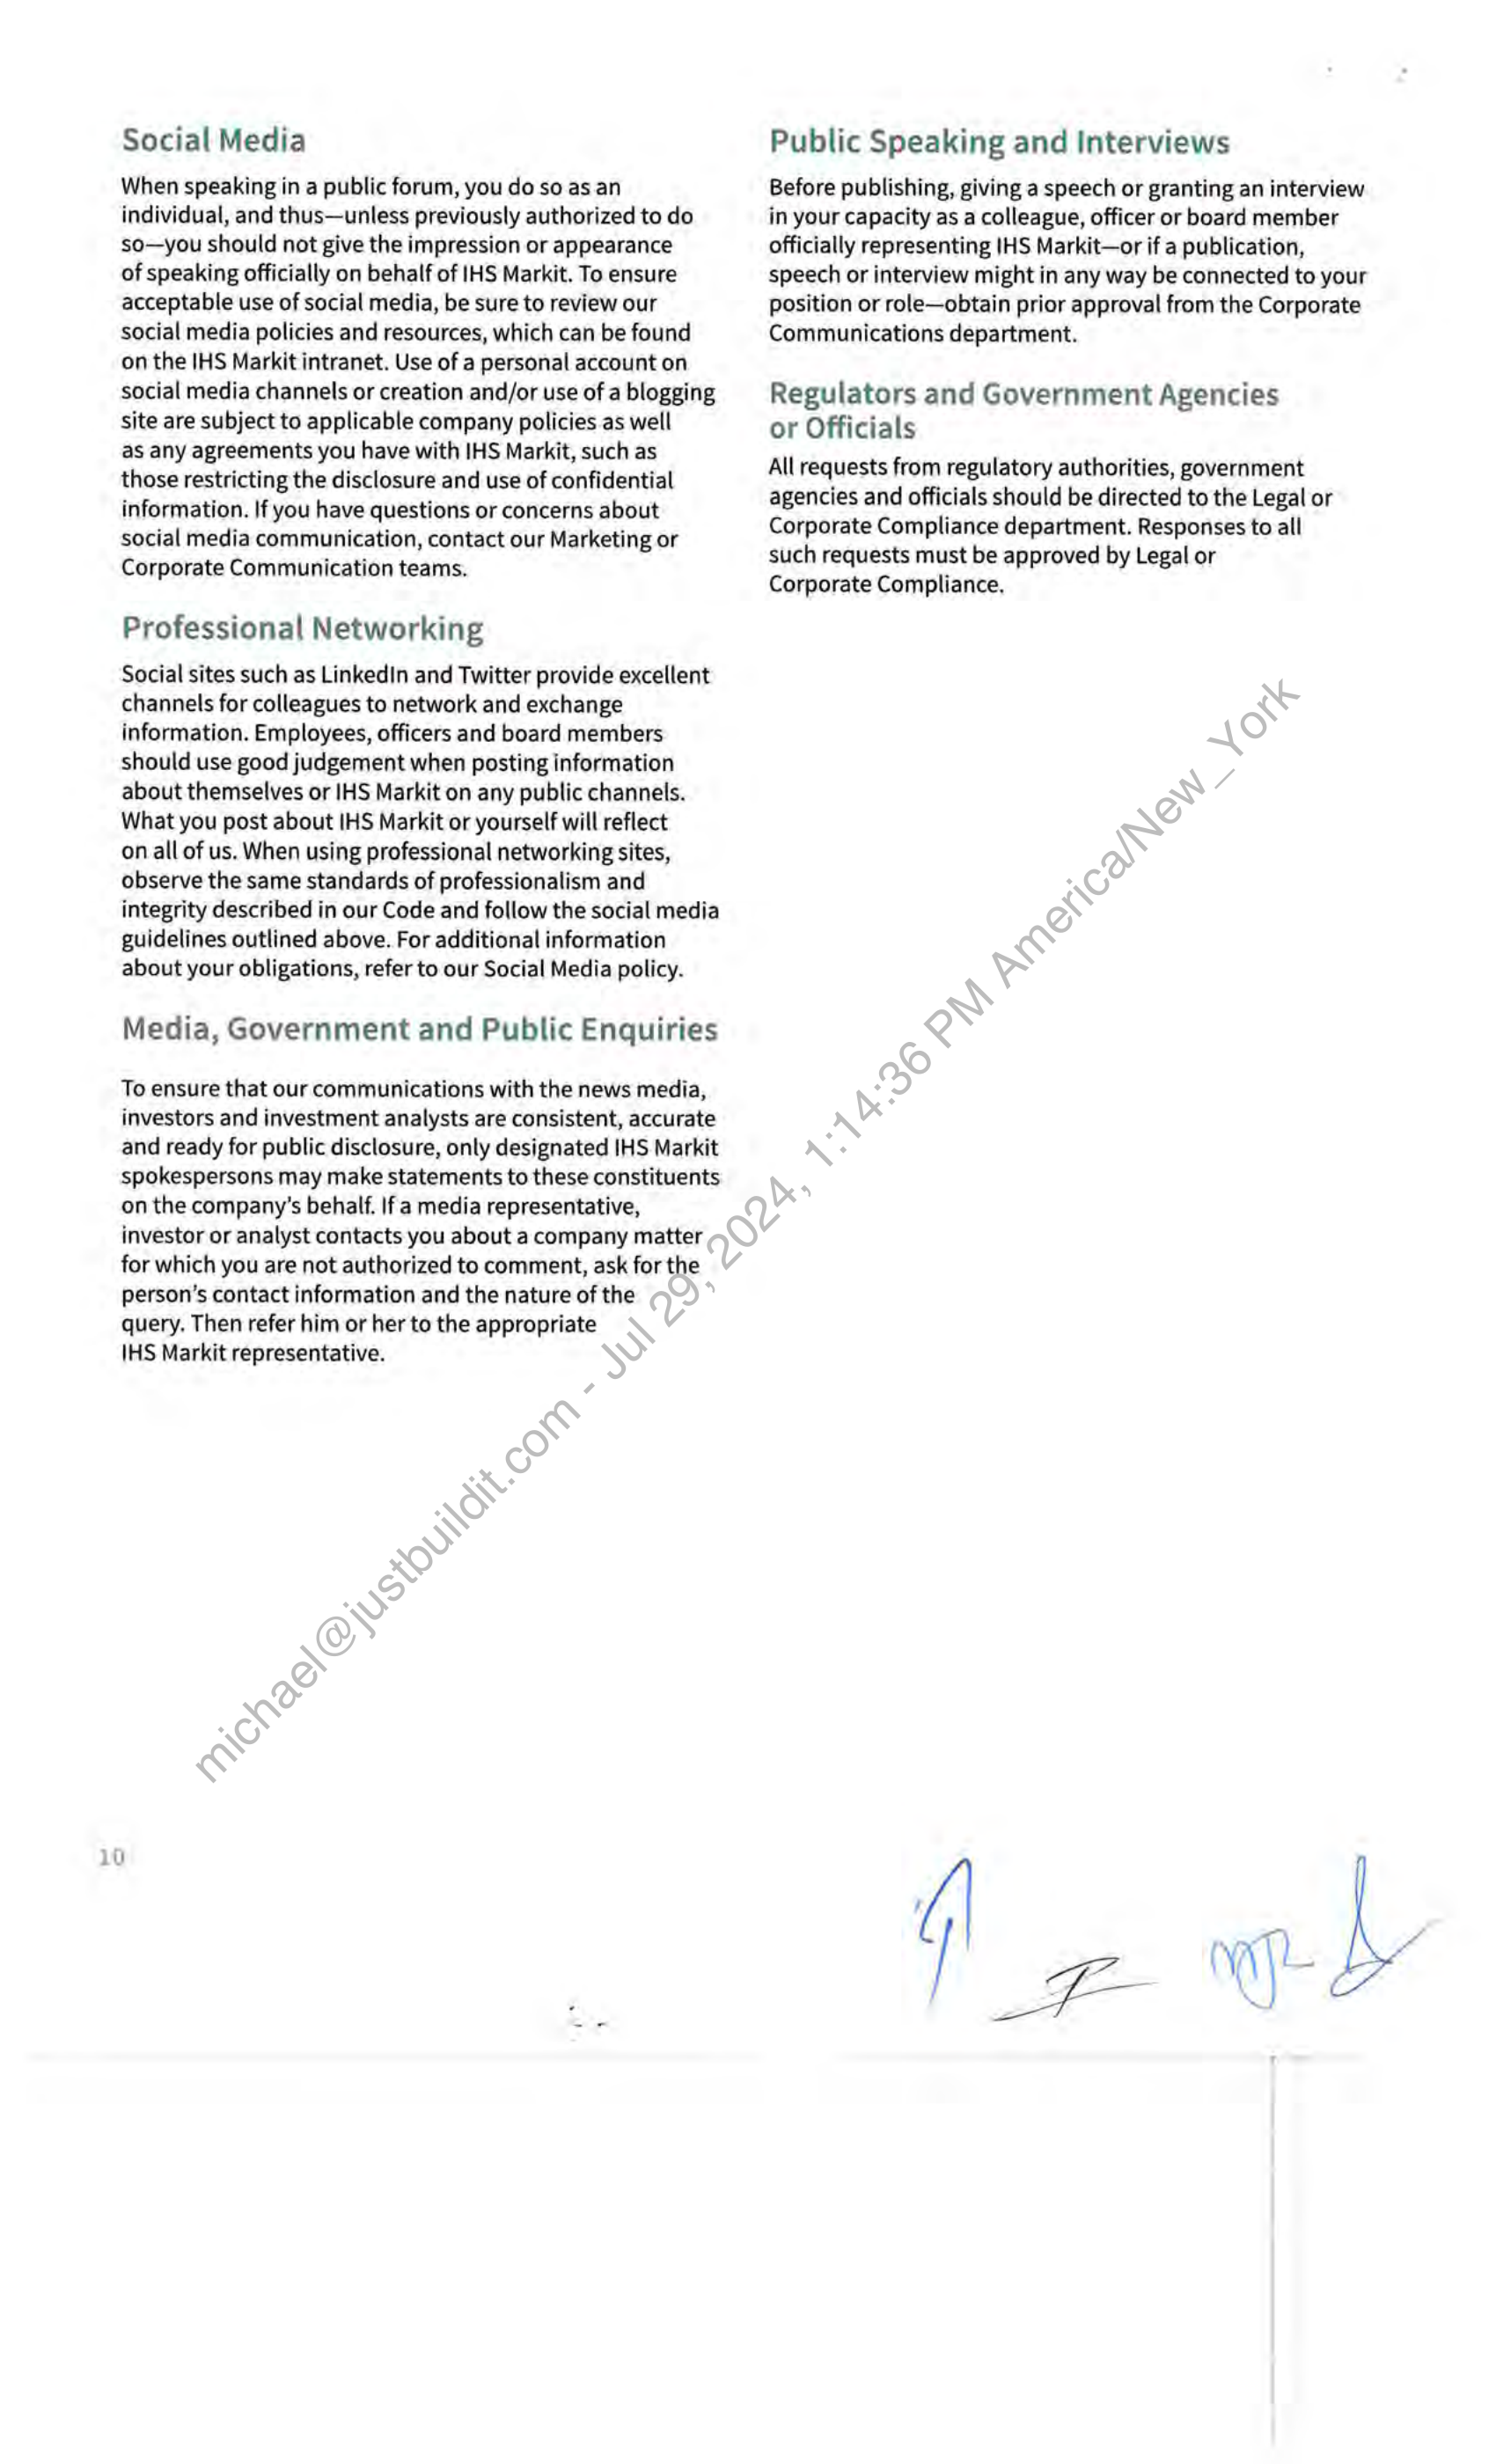 Social Media
When speaking in a public forum, you do so as an
individual, and thus—unless previously authorized to do
so—you should not give the impression or appearance
of speaking officially on behalf of IHS Markit. To ensure
acceptable use of social media, be sure to review our
social media policies and resources, which can be found
on the IHS Markit intranet. Use of a personal account on
social media channels or creation and/or use of a blogging
site are subject to applicable company policies as well
as any agreements you have with IHS Markit, such as
those restricting the disclosure and use of confidential
information. If you have questions or concerns about
social media communication, contact our Marketing or
Corporate Communication teams.
Professional Networking
Social sites such as LinkedIn and Twitter provide excellent
channels for colleagues to network and exchange
information. Employees, officers and board members
should use good judgement when posting information
about themselves or IHS Markit on any public channels.
What you post about IHS Markit or yourself will reflect
on all of us. When using professional networking sites,
observe the same standards of professionalism and
integrity described in our Code and follow the social media
guidelines outlined above. For additional information
about your obligations, refer to our Social Media policy.
Media, Government and Public Enquiries
To ensure that our communications with the news media,
investors and investment analysts are consistent, accurate
and ready for public disclosure, only designated IHS Markit
spokespersons may make statements to these constituents
on the company's behalf. If a media representative,
investor or analyst contacts you about a company matter
for which you are not authorized to comment, ask for the
person's contact information and the nature of the
query. Then refer him or her to the appropriate
IHS Markit representative.
Public Speaking and Interviews
Before publishing, giving a speech or granting an interview
in your capacity as a colleague, officer or board member
officially representing IHS Markit—or if a publication,
speech or interview might in any way be connected to your
position or role—obtain prior approval from the Corporate
Communications department.
Regulators and Government Agencies
or Officials
All requests from regulatory authorities, government
agencies and officials should be directed to the Legal or
Corporate Compliance department. Responses to all
such requests must be approved by Legal or
Corporate Compliance.
michael@justbuildit.com - Jul 29, 2024, 1:14:36 PM America/New_York
10